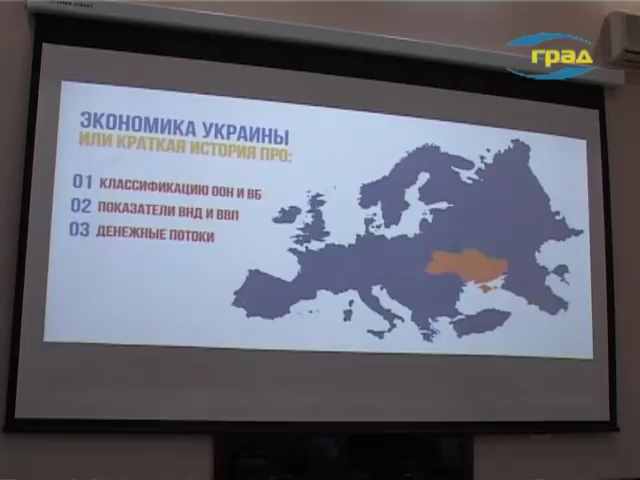 град
ЭКОНОМИКА УКРАИНЫ
ИЛИ КРАТКАЯ ИСТОРИЯ ПРО:
01 КЛАССИФИКАЦИЮ ООН И ВБ
02 ПОКАЗАТЕЛИ ВНД И ВВП
03 ДЕНЕЖНЫЕ ПОТОКИ